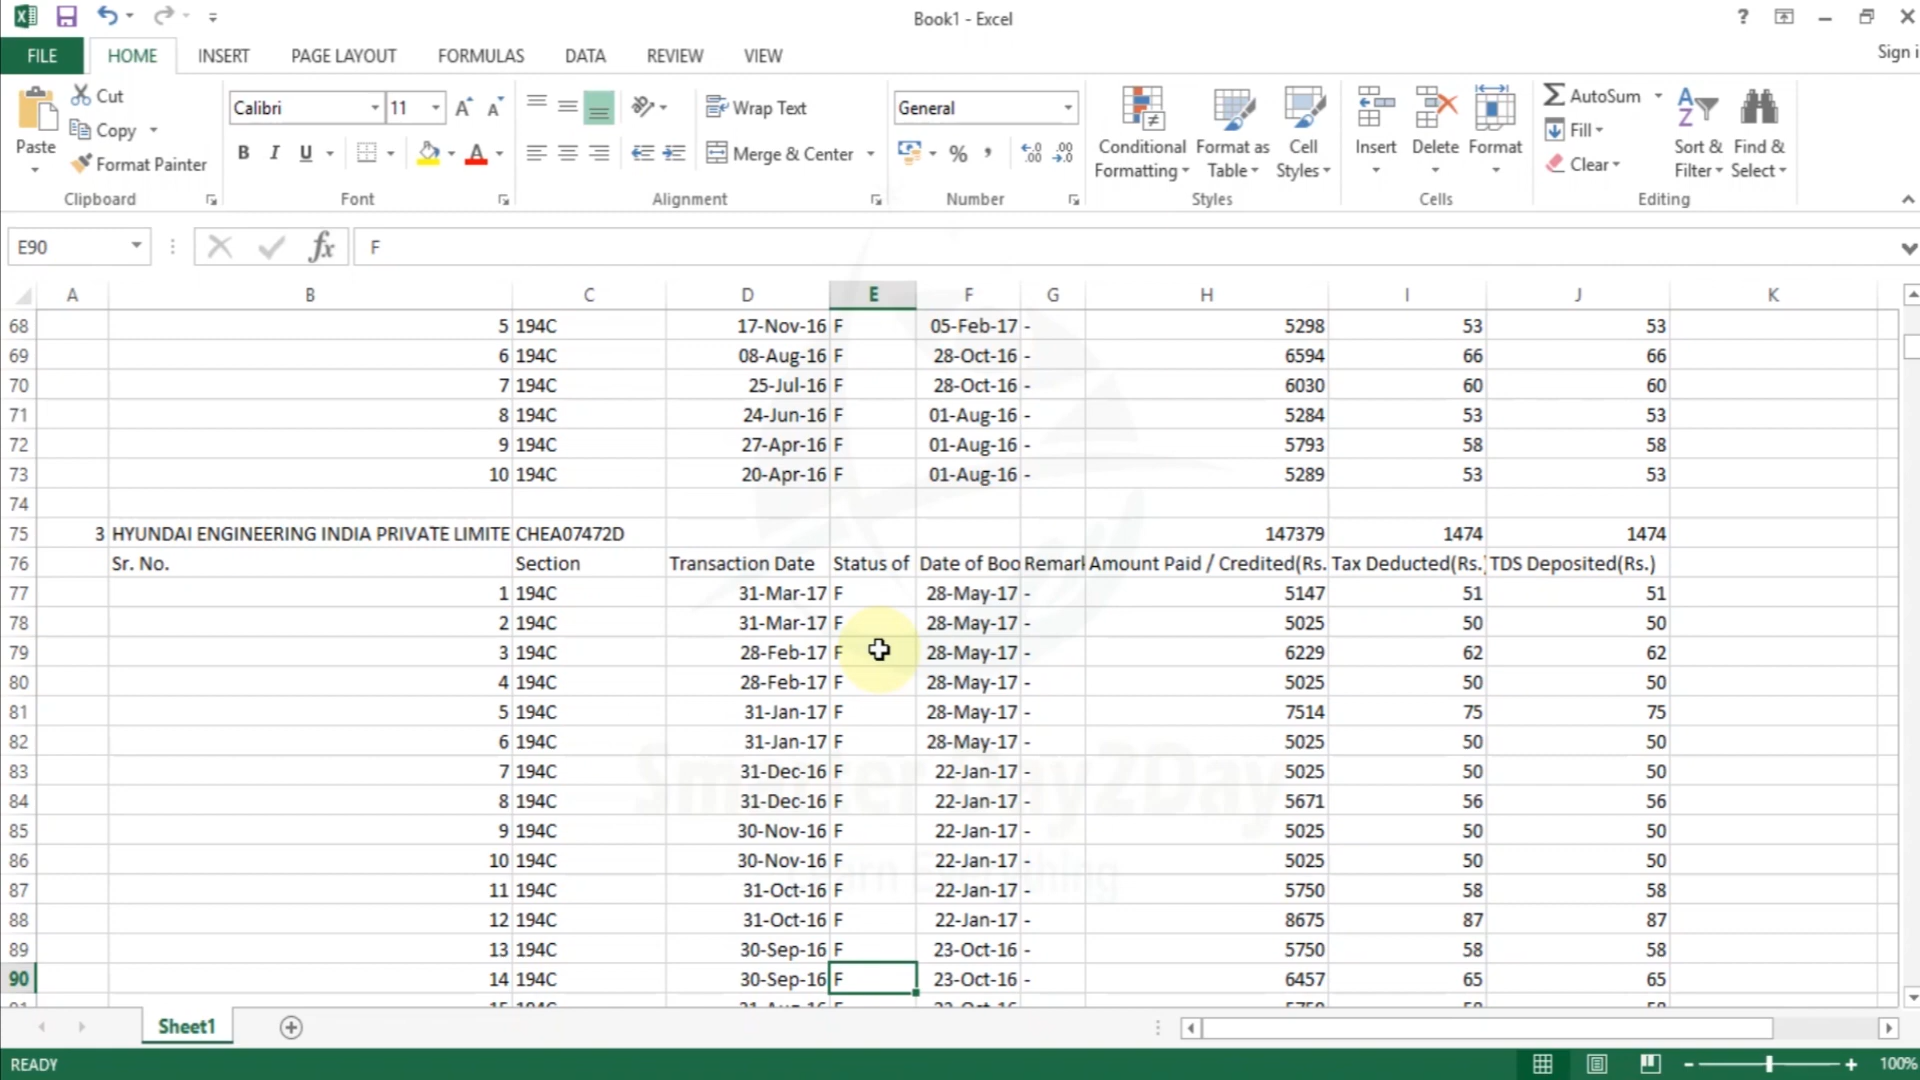 Book1 - Excel
?
Sign i
FILE HOME INSERT PAGE LAYOUT FORMULAS DATA REVIEW VIEW
Paste Cut Copy Format Painter
Clipboard
Calibri 11
B I U
Font
Wrap Text
Merge & Center
Alignment
General
%
Number
Conditional Formatting Format as Table Cell Styles
Styles
Insert Delete Format
Cells
AutoSum Fill Clear
Sort & Filter Find & Select
Editing
E90 fx F
A B C D E F G H I J K
68 5 194C 17-Nov-16 F 05-Feb-17 - 5298 53 53
69 6 194C 08-Aug-16 F 28-Oct-16 - 6594 66 66
70 7 194C 25-Jul-16 F 28-Oct-16 - 6030 60 60
71 8 194C 24-Jun-16 F 01-Aug-16 - 5284 53 53
72 9 194C 27-Apr-16 F 01-Aug-16 - 5793 58 58
73 10 194C 20-Apr-16 F 01-Aug-16 - 5289 53 53
74
75 3 HYUNDAI ENGINEERING INDIA PRIVATE LIMITE CHEA07472D 147379 1474 1474
76 Sr. No. Section Transaction Date Status of Date of Boo Remark Amount Paid / Credited(Rs. Tax Deducted(Rs.) TDS Deposited(Rs.)
77 1 194C 31-Mar-17 F 28-May-17 - 5147 51 51
78 2 194C 31-Mar-17 F 28-May-17 - 5025 50 50
79 3 194C 28-Feb-17 F 28-May-17 - 6229 62 62
80 4 194C 28-Feb-17 F 28-May-17 - 5025 50 50
81 5 194C 31-Jan-17 F 28-May-17 - 7514 75 75
82 6 194C 31-Jan-17 F 28-May-17 - 5025 50 50
83 7 194C 31-Dec-16 F 22-Jan-17 - 5025 50 50
84 8 194C 31-Dec-16 F 22-Jan-17 - 5671 56 56
85 9 194C 30-Nov-16 F 22-Jan-17 - 5025 50 50
86 10 194C 30-Nov-16 F 22-Jan-17 - 5025 50 50
87 11 194C 31-Oct-16 F 22-Jan-17 - 5750 58 58
88 12 194C 31-Oct-16 F 22-Jan-17 - 8675 87 87
89 13 194C 30-Sep-16 F 23-Oct-16 - 5750 58 58
90 14 194C 30-Sep-16 F 23-Oct-16 - 6457 65 65
Sheet1
READY 100%